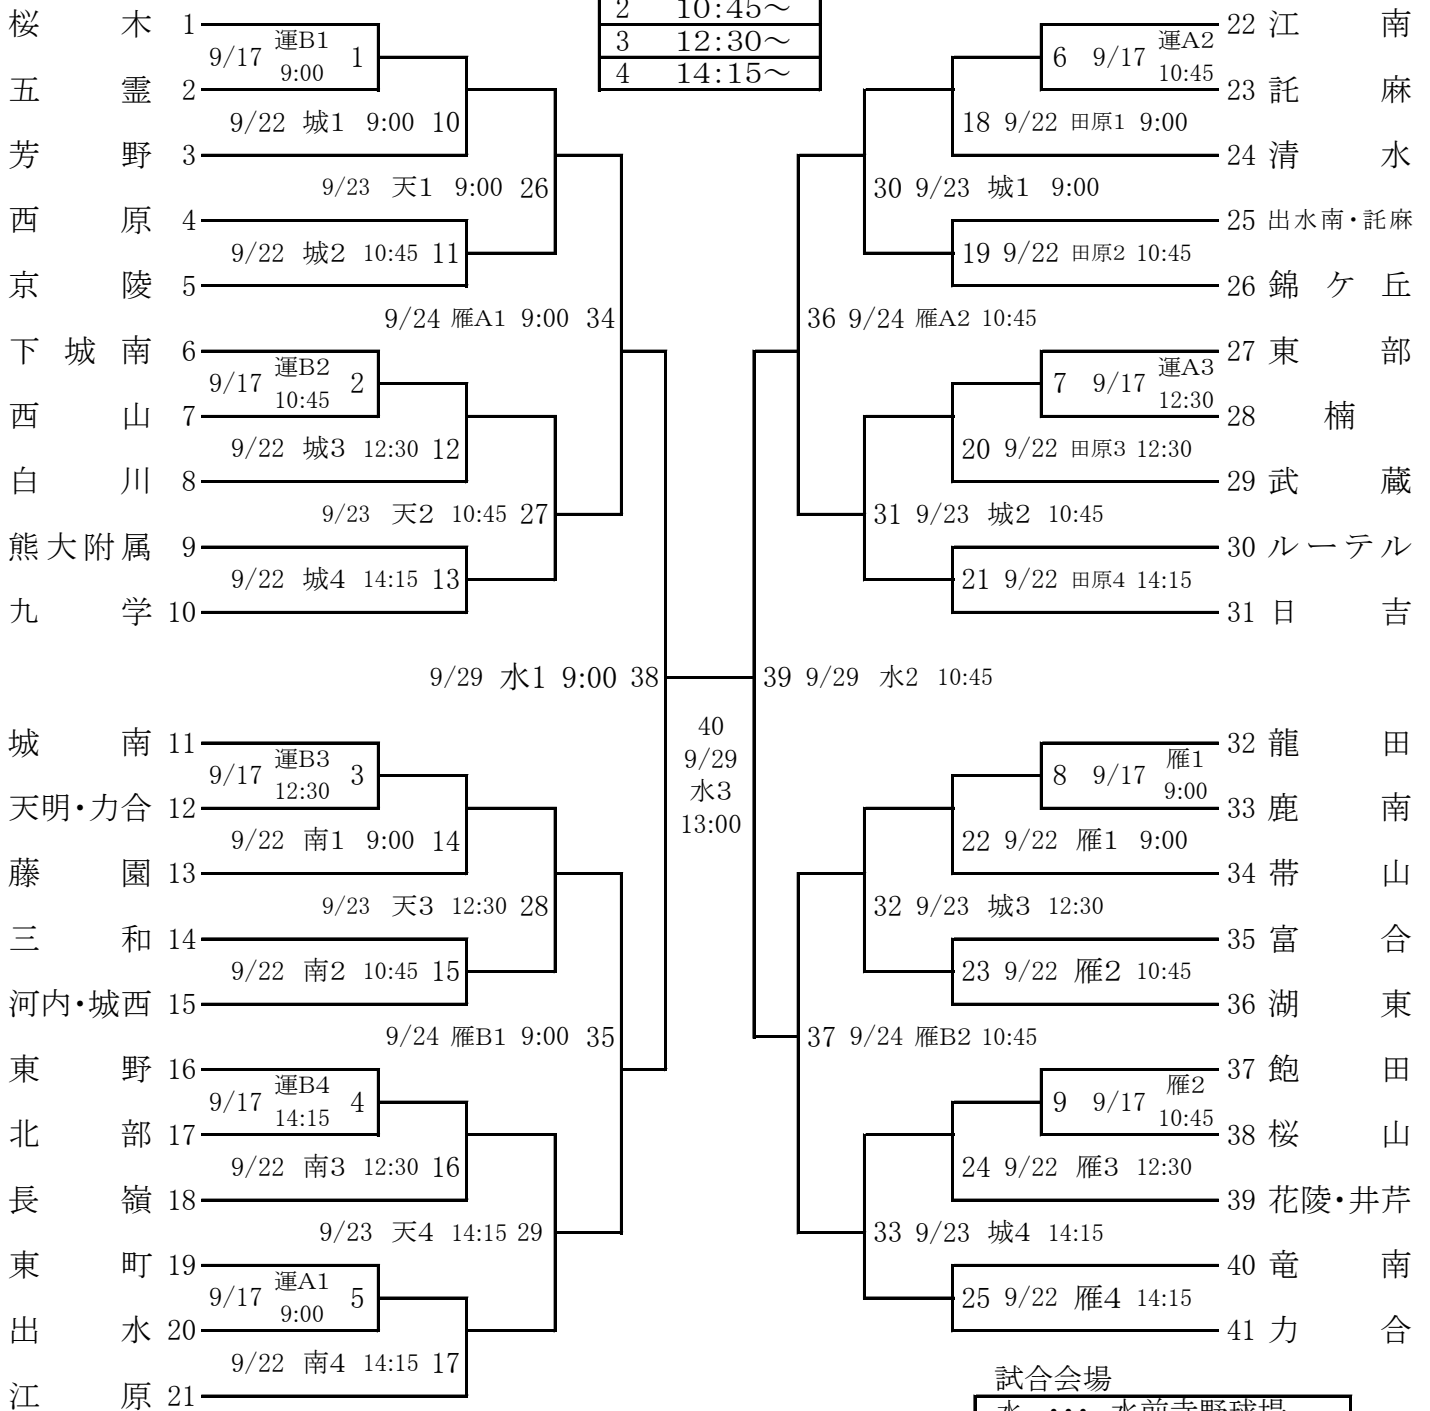 2 10:45～
3 12:30～
4 14:15～
桜木 1
9/17 運B1 9:00 1
五霊 2
9/22 城1 9:00 10
芳野 3
9/23 天1 9:00 26
西原 4
9/22 城2 10:45 11
京陵 5
9/24 雁A1 9:00 34
下城南 6
9/17 運B2 10:45 2
西山 7
9/22 城3 12:30 12
白川 8
9/23 天2 10:45 27
熊大附属 9
9/22 城4 14:15 13
九学 10
9/29 水1 9:00 38
城南 11
9/17 運B3 12:30 3
天明・力合 12
9/22 南1 9:00 14
藤園 13
9/23 天3 12:30 28
三和 14
9/22 南2 10:45 15
河内・城西 15
9/24 雁B1 9:00 35
東野 16
9/17 運B4 14:15 4
北部 17
9/22 南3 12:30 16
長嶺 18
9/23 天4 14:15 29
東町 19
9/17 運A1 9:00 5
出水 20
9/22 南4 14:15 17
江原 21
40
9/29
水3
13:00
22 江南
6 9/17 運A2 10:45
23 託麻
18 9/22 田原1 9:00
24 清水
30 9/23 城1 9:00
25 出水南・託麻
19 9/22 田原2 10:45
26 錦ケ丘
36 9/24 雁A2 10:45
27 東部
7 9/17 運A3 12:30
28 楠
20 9/22 田原3 12:30
29 武蔵
31 9/23 城2 10:45
30 ルーテル
21 9/22 田原4 14:15
31 日吉
39 9/29 水2 10:45
32 龍田
8 9/17 雁1 9:00
33 鹿南
22 9/22 雁1 9:00
34 帯山
32 9/23 城3 12:30
35 富合
23 9/22 雁2 10:45
36 湖東
37 9/24 雁B2 10:45
37 飽田
9 9/17 雁2 10:45
38 桜山
24 9/22 雁3 12:30
39 花陵・井芹
33 9/23 城4 14:15
40 竜南
25 9/22 雁4 14:15
41 力合
試合会場
水 … 水前寺野球場